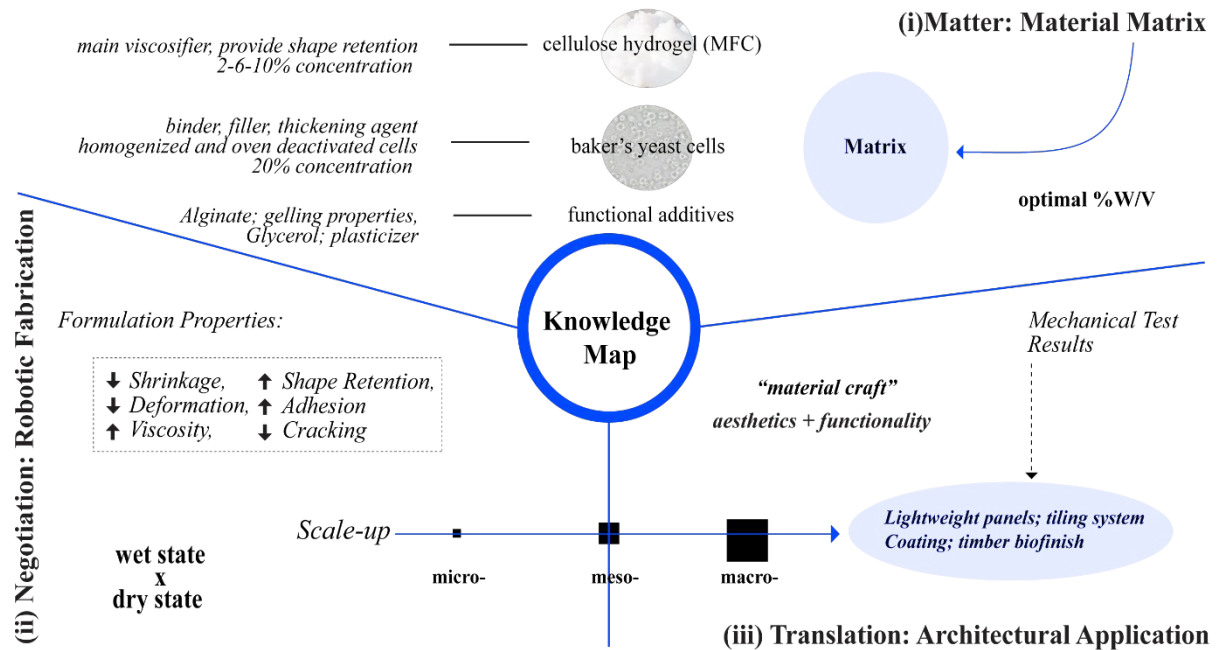 (i)Matter: Material Matrix
main viscosifier, provide shape retention
2-6-10% concentration
cellulose hydrogel (MFC)
binder, filler, thickening agent
homogenized and oven deactivated cells
20% concentration
baker's yeast cells
Alginate; gelling properties,
Glycerol; plasticizer
functional additives
Matrix
optimal %W/V
Knowledge
Map
(ii) Negotiation: Robotic Fabrication
Formulation Properties:
↓ Shrinkage, ↑ Shape Retention,
↓ Deformation, ↑ Adhesion
↑ Viscosity, ↓ Cracking
wet state
x
dry state
Scale-up
micro-
meso-
macro-
“material craft”
aesthetics + functionality
Mechanical Test
Results
Lightweight panels; tiling system
Coating; timber biofinish
(iii) Translation: Architectural Application